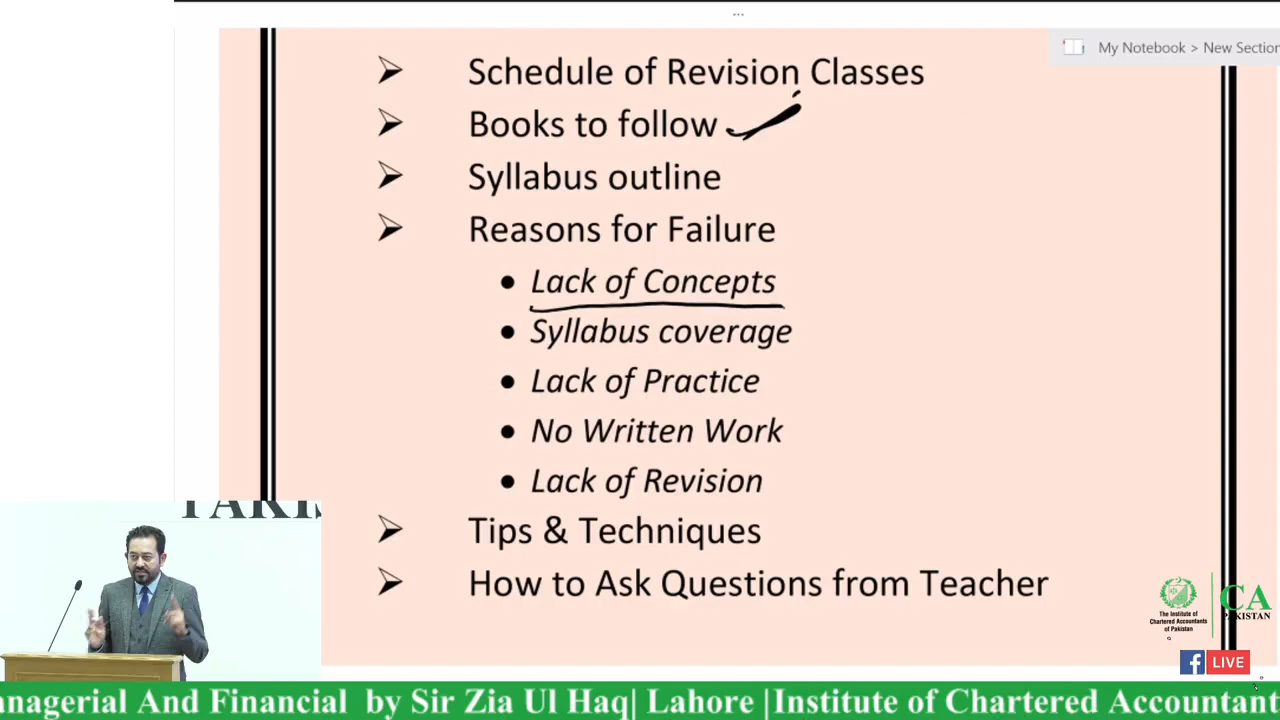 ...
My Notebook > New Section
Schedule of Revision Classes
Books to follow
Syllabus outline
Reasons for Failure
Lack of Concepts
Syllabus coverage
Lack of Practice
No Written Work
Lack of Revision
Tips & Techniques
How to Ask Questions from Teacher
The Institute of
Chartered Accountants
of Pakistan
CA
PAKISTAN
LIVE
anagerial And Financial by Sir Zia Ul Haq| Lahore |Institute of Chartered Accountant